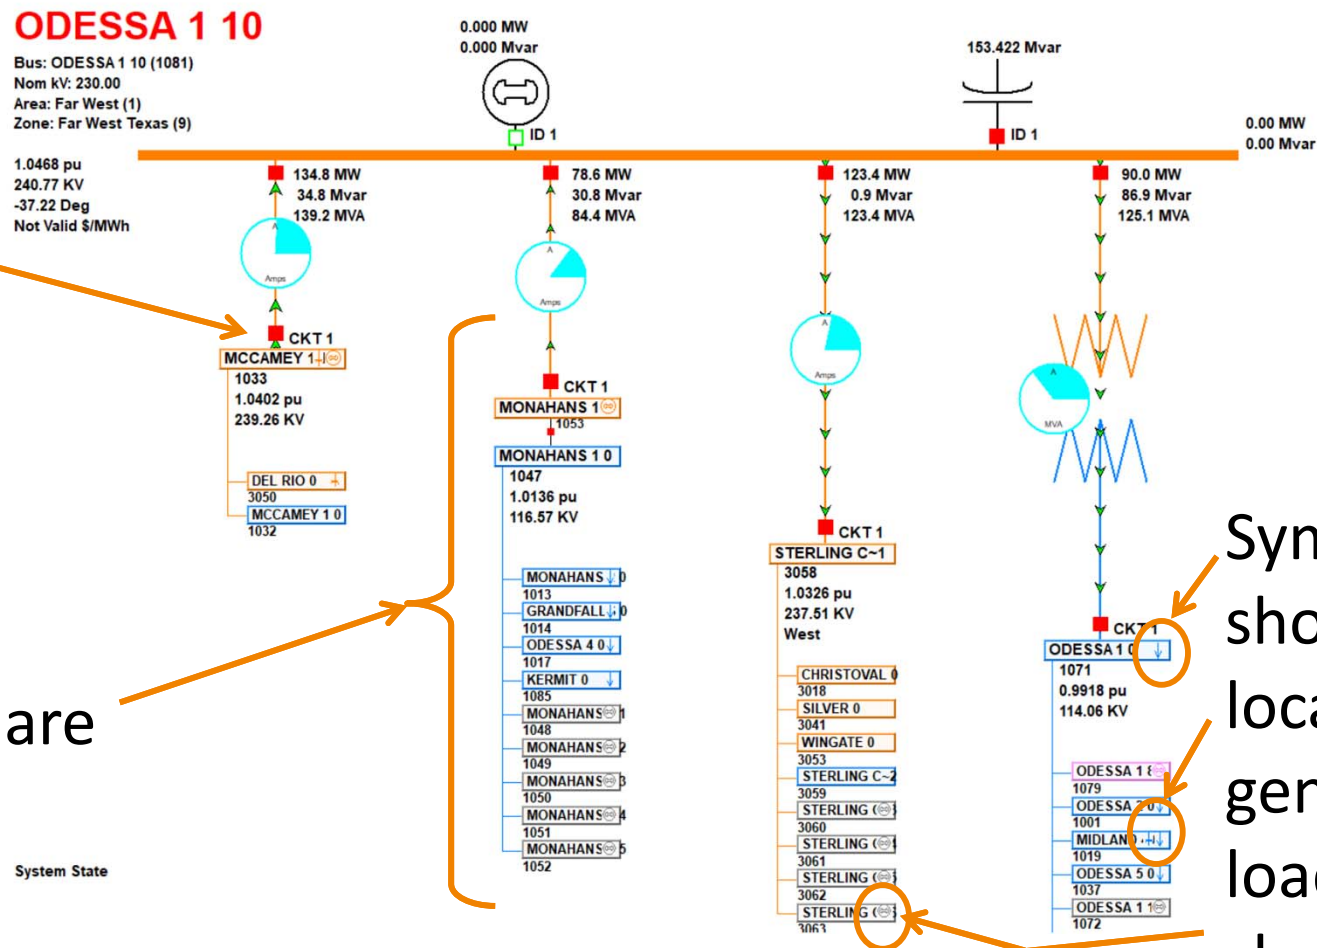 ODESSA 1 10
Bus: ODESSA 1 10 (1081)
Nom kV: 230.00
Area: Far West (1)
Zone: Far West Texas (9)
1.0468 pu
240.77 KV
-37.22 Deg
Not Valid $/MWh
0.000 MW
0.000 Mvar
ID 1
153.422 Mvar
ID 1
0.00 MW
0.00 Mvar
134.8 MW
34.8 Mvar
139.2 MVA
A
Amps
CKT 1
MCCAMEY 1
1033
1.0402 pu
239.26 KV
DEL RIO 0
3050
MCCAMEY 1 0
1032
78.6 MW
30.8 Mvar
84.4 MVA
A
Amps
CKT 1
MONAHANS 1
1053
MONAHANS 1 0
1047
1.0136 pu
116.57 KV
MONAHANS 0
1013
GRANDFALL 0
1014
ODESSA 4 0
1017
KERMIT 0
1085
MONAHANS 1
1048
MONAHANS 2
1049
MONAHANS 3
1050
MONAHANS 4
1051
MONAHANS 5
1052
123.4 MW
0.9 Mvar
123.4 MVA
A
Amps
CKT 1
STERLING C~1
3058
1.0326 pu
237.51 KV
West
CHRISTOVAL 0
3018
SILVER 0
3041
WINGATE 0
3053
STERLING C~2
3059
STERLING
3060
STERLING
3061
STERLING
3062
STERLING
3063
90.0 MW
86.9 Mvar
125.1 MVA
A
MVA
CKT 1
ODESSA 1 0
1071
0.9918 pu
114.06 KV
ODESSA 1 8
1079
ODESSA 2 0
1001
MIDLAND
1019
ODESSA 5 0
1037
ODESSA 1 1
1072
are
System State
Sym
sho
loca
gen
load